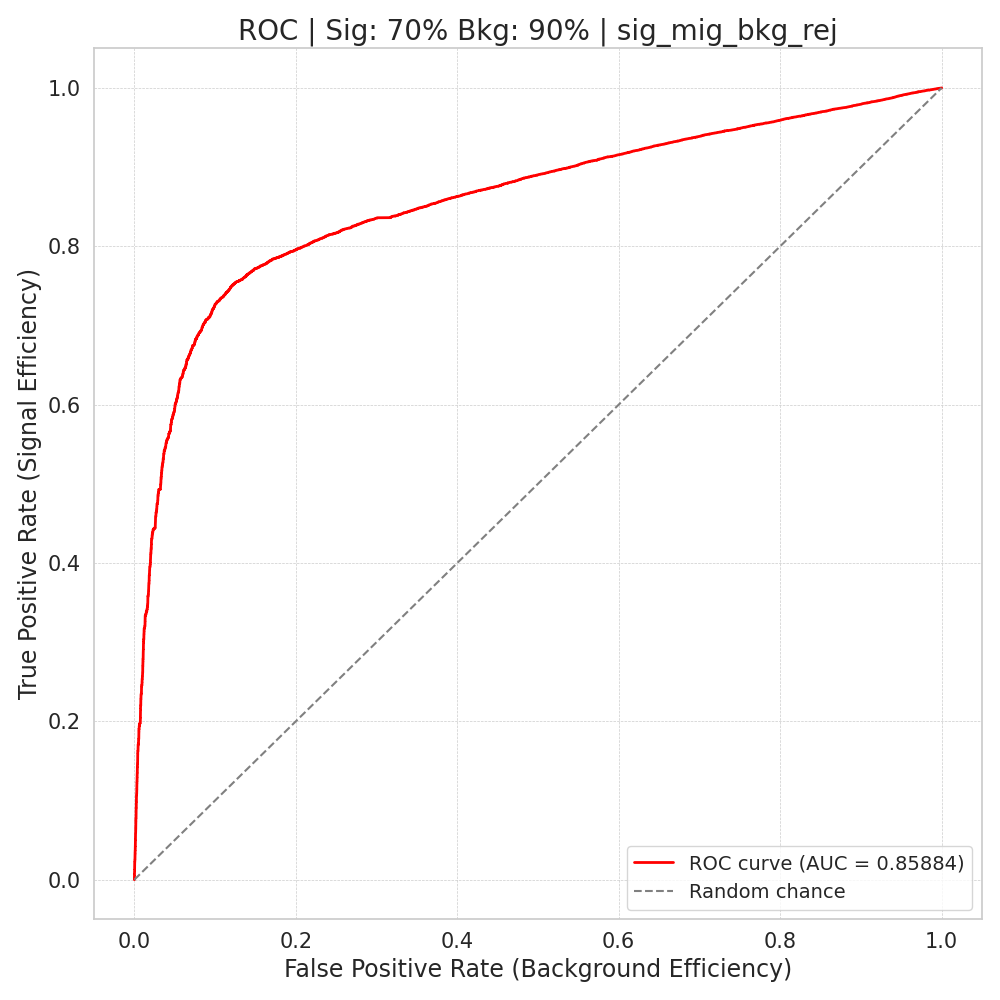 ROC | Sig: 70% Bkg: 90% | sig_mig_bkg_rej
True Positive Rate (Signal Efficiency)
1.0
0.8
0.6
0.4
0.2
0.0
ROC curve (AUC = 0.85884)
Random chance
0.0 0.2 0.4 0.6 0.8 1.0
False Positive Rate (Background Efficiency)